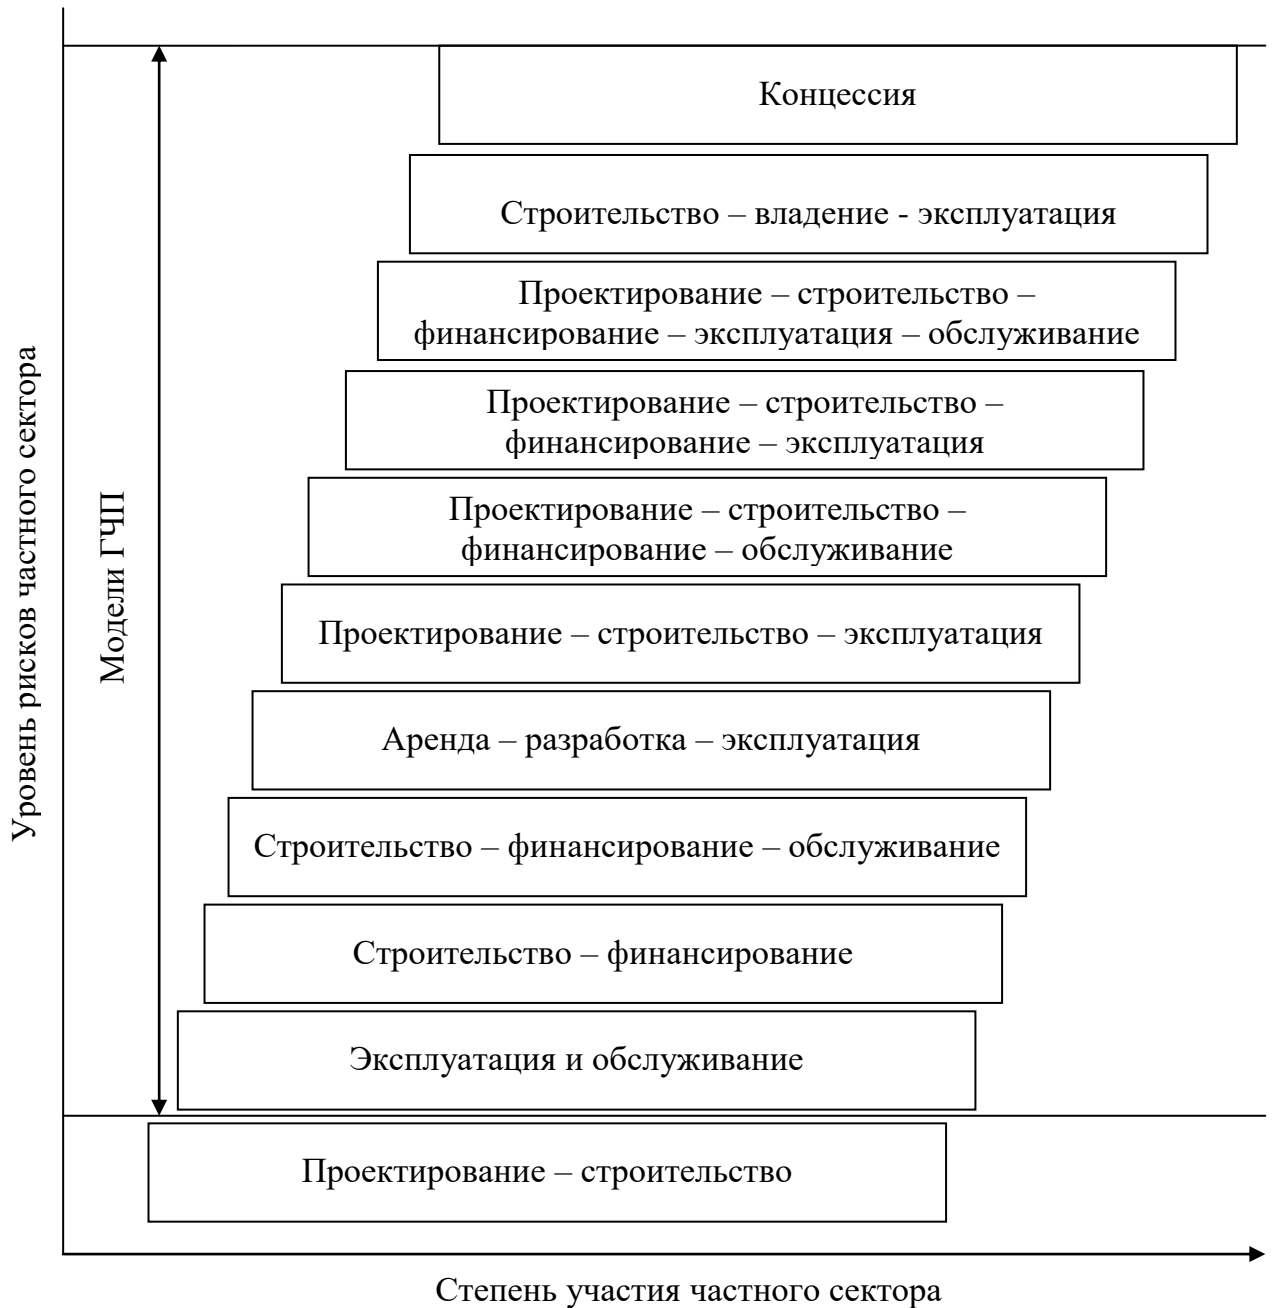 Концессия
Строительство – владение - эксплуатация
Проектирование – строительство –
финансирование – эксплуатация – обслуживание
Проектирование – строительство –
финансирование – эксплуатация
Проектирование – строительство –
финансирование – обслуживание
Проектирование – строительство – эксплуатация
Аренда – разработка – эксплуатация
Строительство – финансирование – обслуживание
Строительство – финансирование
Эксплуатация и обслуживание
Проектирование – строительство
Уровень рисков частного сектора
Модели ГЧП
Степень участия частного сектора